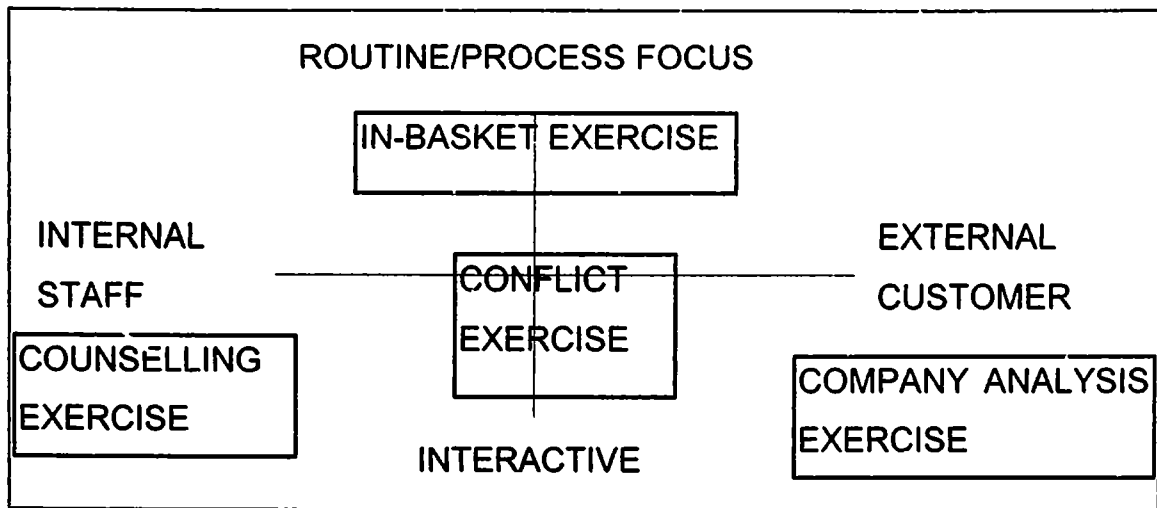 ROUTINE/PROCESS FOCUS
IN-BASKET EXERCISE
INTERNAL
STAFF
EXTERNAL
CUSTOMER
CONFLICT
EXERCISE
COUNSELLING
EXERCISE
COMPANY ANALYSIS
EXERCISE
INTERACTIVE